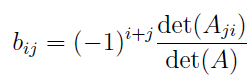 b_{ij} = (-1)^{i+j} \frac{\det(A_{ji})}{\det(A)}